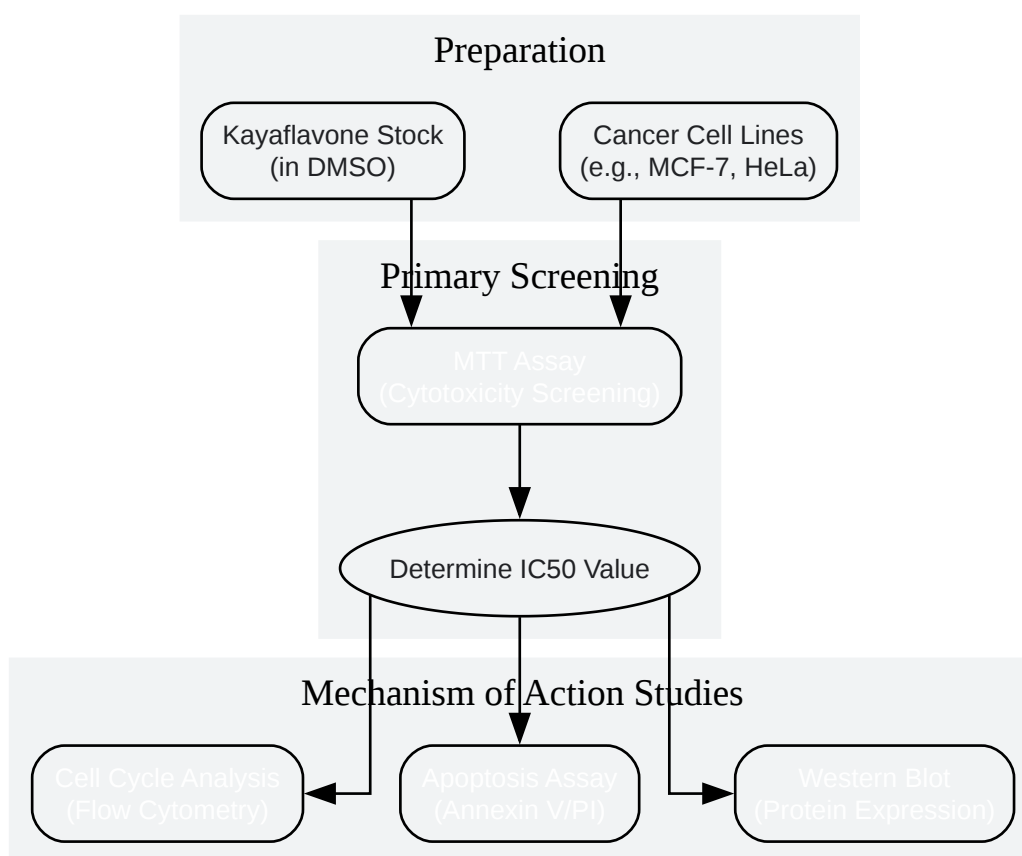 Preparation
Kayaflavone Stock
(in DMSO)
Cancer Cell Lines
(e.g., MCF-7, HeLa)
Primary Screening
MTT Assay
(Cytotoxicity Screening)
Determine IC50 Value
Mechanism of Action Studies
Cell Cycle Analysis
(Flow Cytometry)
Apoptosis Assay
(Annexin V/PI)
Western Blot
(Protein Expression)